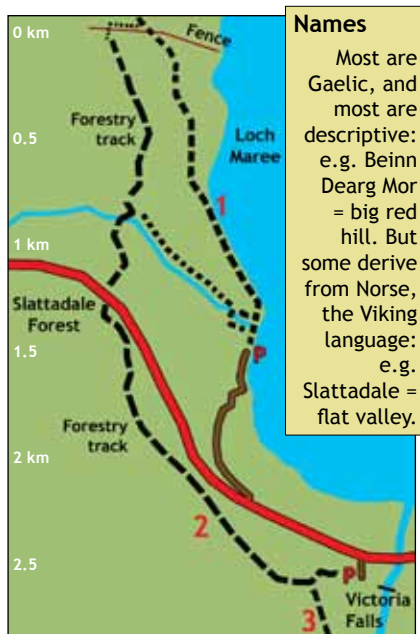 0 km
Fence
Forestry
track
0.5
Loch
Maree
1
1 km
Slattadale
Forest
1.5
P
Forestry
track
2 km
2
2.5
P
Victoria
Falls
3
Names
Most are
Gaelic, and
most are
descriptive:
e.g. Beinn
Dearg Mor
= big red
hill. But
some derive
from Norse,
the Viking
language:
e.g.
Slattadale =
flat valley.